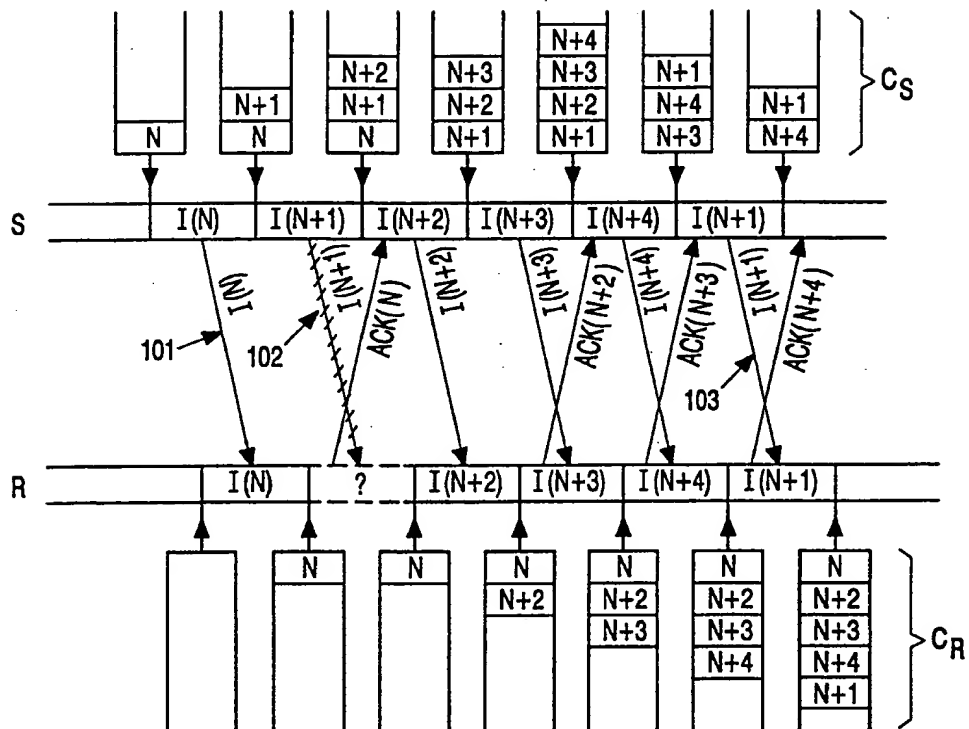 N+4
N+2 N+3 N+3 N+1
N+1 N+1 N+2 N+2 N+4 N+1
N N N N+1 N+1 N+3 N+4
CS
S I(N) I(N+1) I(N+2) I(N+3) I(N+4) I(N+1)
101 I(N) 102 I(N+1) ACK(N) I(N+2) I(N+3) ACK(N+2) I(N+4) ACK(N+3) 103 I(N+1) ACK(N+4)
R I(N) ? I(N+2) I(N+3) I(N+4) I(N+1)
N N N N N N
N+2 N+2 N+2 N+2
N+3 N+3 N+3
N+4 N+4
N+1
CR